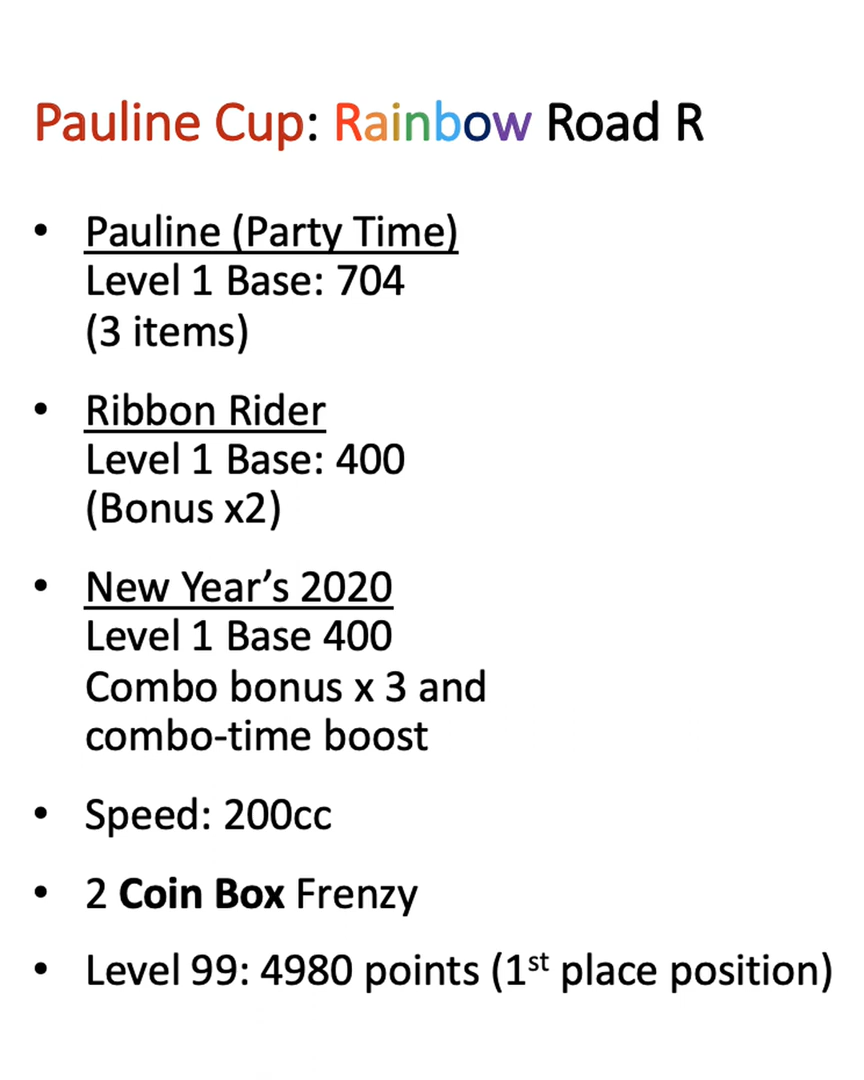 Pauline Cup: Rainbow Road R
• Pauline (Party Time)
Level 1 Base: 704
(3 items)
• Ribbon Rider
Level 1 Base: 400
(Bonus x2)
• New Year’s 2020
Level 1 Base 400
Combo bonus x 3 and
combo-time boost
• Speed: 200cc
• 2 Coin Box Frenzy
• Level 99: 4980 points (1st place position)